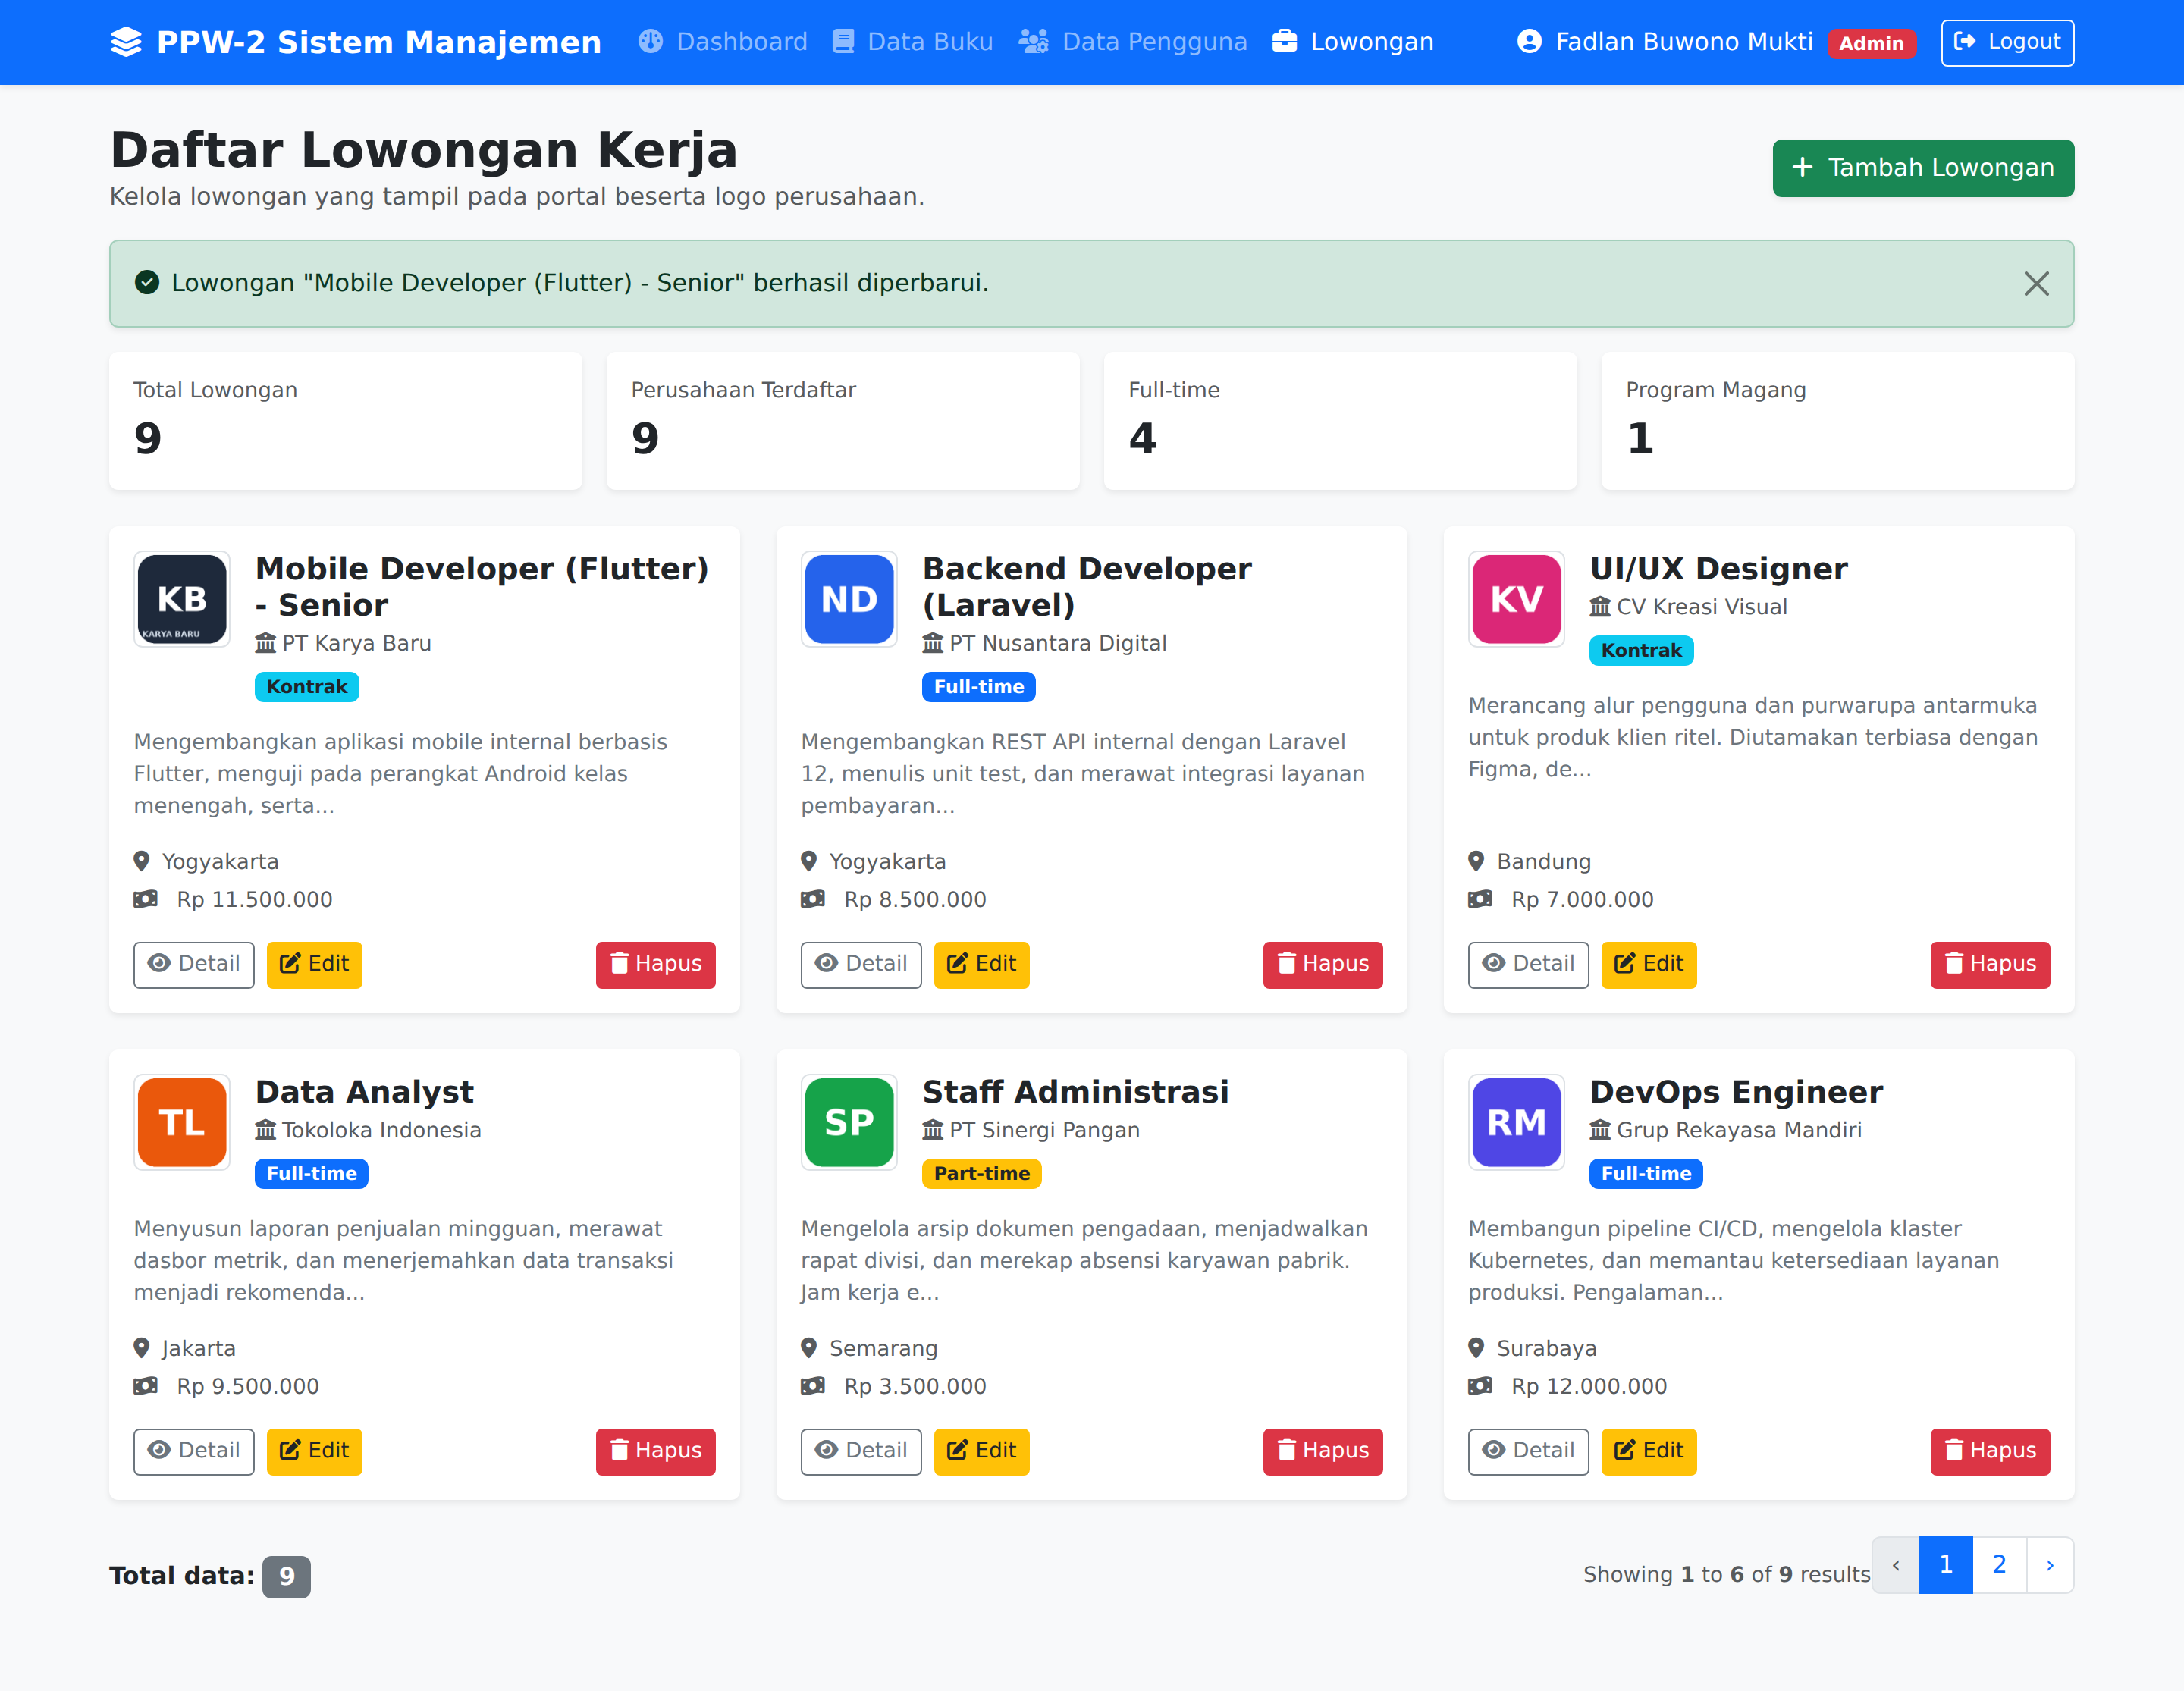 PPW-2 Sistem Manajemen Dashboard Data Buku Data Pengguna Lowongan Fadlan Buwono Mukti Admin Logout
Daftar Lowongan Kerja
Kelola lowongan yang tampil pada portal beserta logo perusahaan.
Tambah Lowongan
Lowongan "Mobile Developer (Flutter) - Senior" berhasil diperbarui.
Total Lowongan
9
Perusahaan Terdaftar
9
Full-time
4
Program Magang
1
KB
KARYA BARU
Mobile Developer (Flutter)
- Senior
PT Karya Baru
Kontrak
Mengembangkan aplikasi mobile internal berbasis
Flutter, menguji pada perangkat Android kelas
menengah, serta...
Yogyakarta
Rp 11.500.000
Detail Edit Hapus
ND
Backend Developer
(Laravel)
PT Nusantara Digital
Full-time
Mengembangkan REST API internal dengan Laravel
12, menulis unit test, dan merawat integrasi layanan
pembayaran...
Yogyakarta
Rp 8.500.000
Detail Edit Hapus
KV
UI/UX Designer
CV Kreasi Visual
Kontrak
Merancang alur pengguna dan purwarupa antarmuka
untuk produk klien ritel. Diutamakan terbiasa dengan
Figma, de...
Bandung
Rp 7.000.000
Detail Edit Hapus
TL
Data Analyst
Tokoloka Indonesia
Full-time
Menyusun laporan penjualan mingguan, merawat
dasbor metrik, dan menerjemahkan data transaksi
menjadi rekomenda...
Jakarta
Rp 9.500.000
Detail Edit Hapus
SP
Staff Administrasi
PT Sinergi Pangan
Part-time
Mengelola arsip dokumen pengadaan, menjadwalkan
rapat divisi, dan merekap absensi karyawan pabrik.
Jam kerja e...
Semarang
Rp 3.500.000
Detail Edit Hapus
RM
DevOps Engineer
Grup Rekayasa Mandiri
Full-time
Membangun pipeline CI/CD, mengelola klaster
Kubernetes, dan memantau ketersediaan layanan
produksi. Pengalaman...
Surabaya
Rp 12.000.000
Detail Edit Hapus
Total data: 9
Showing 1 to 6 of 9 results ‹ 1 2 ›